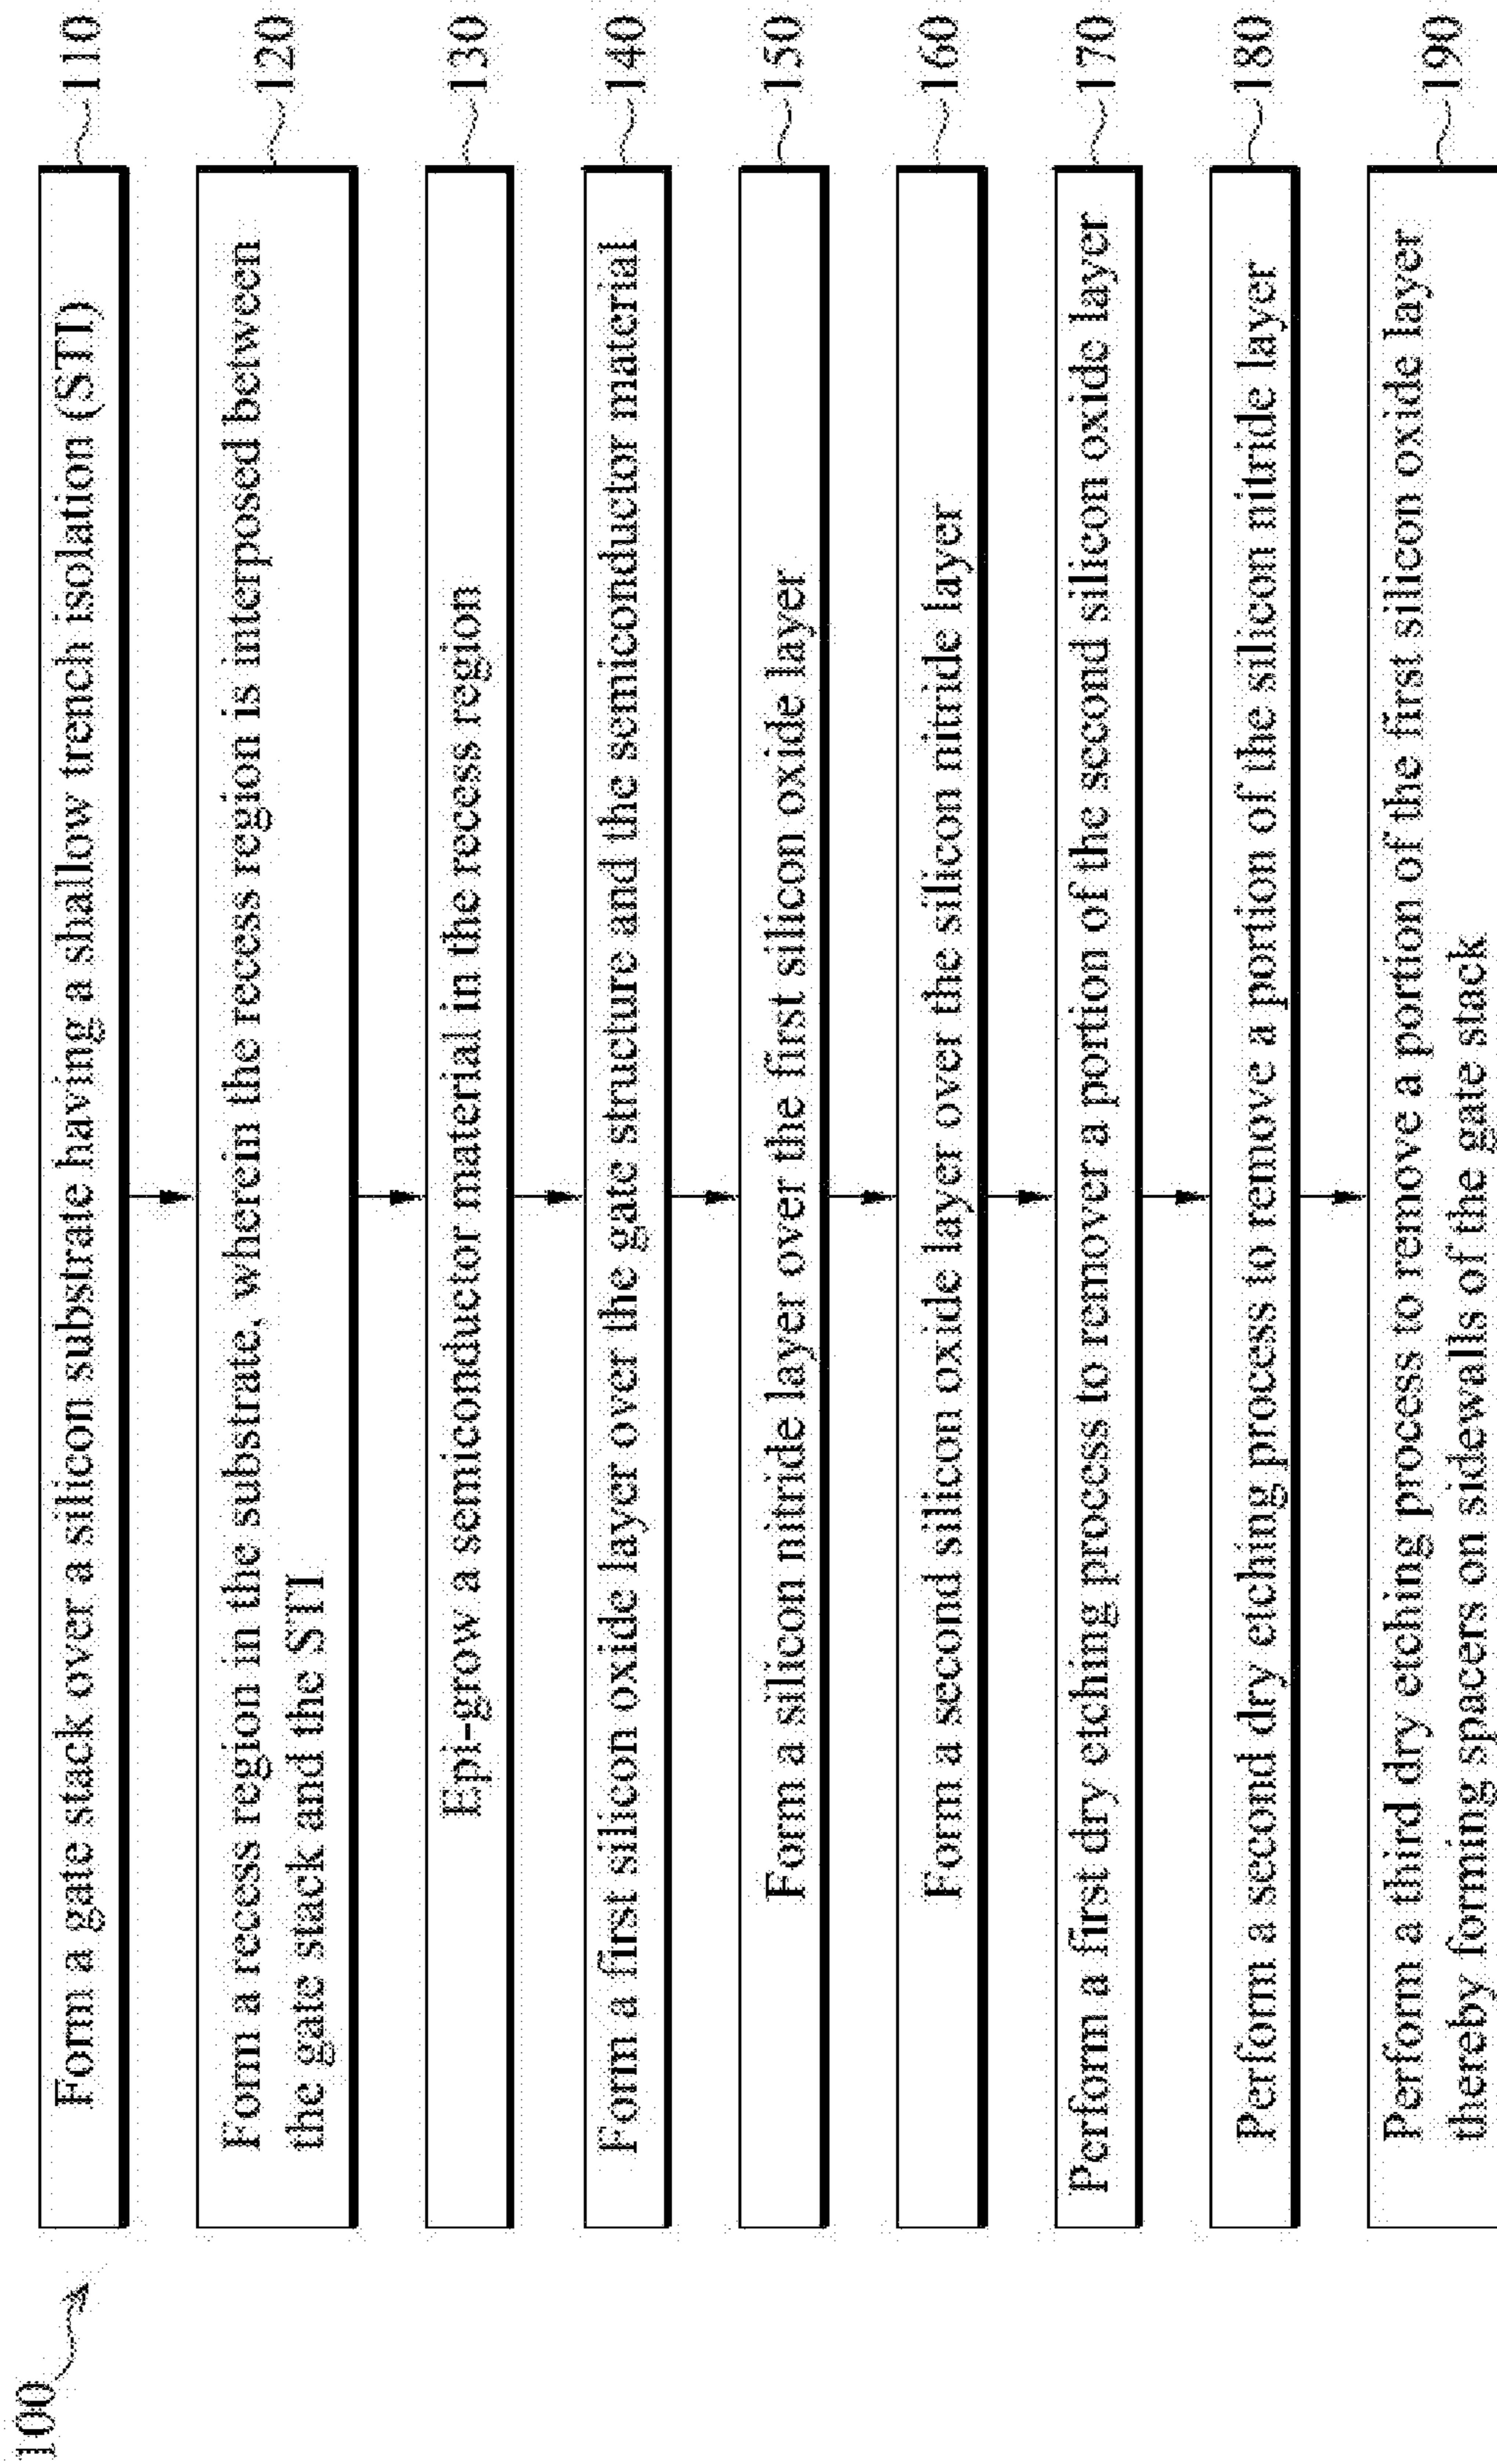 100
Form a gate stack over a silicon substrate having a shallow trench isolation (STI)
110
Form a recess region in the substrate, wherein the recess region is interposed between
the gate stack and the STI
120
Epi-grow a semiconductor material in the recess region
130
Form a first silicon oxide layer over the gate structure and the semiconductor material
140
Form a silicon nitride layer over the first silicon oxide layer
150
Form a second silicon oxide layer over the silicon nitride layer
160
Perform a first dry etching process to remover a portion of the second silicon oxide layer
170
Perform a second dry etching process to remove a portion of the silicon nitride layer
180
Perform a third dry etching process to remove a portion of the first silicon oxide layer
thereby forming spacers on sidewalls of the gate stack
190